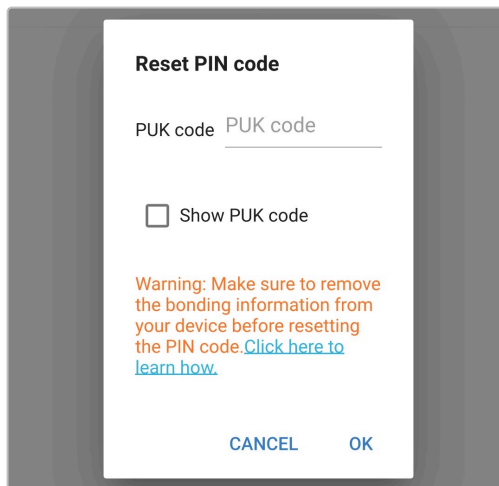 Reset PIN code
PUK code PUK code
Show PUK code
Warning: Make sure to remove
the bonding information from
your device before resetting
the PIN code.Click here to
learn how.
CANCEL OK